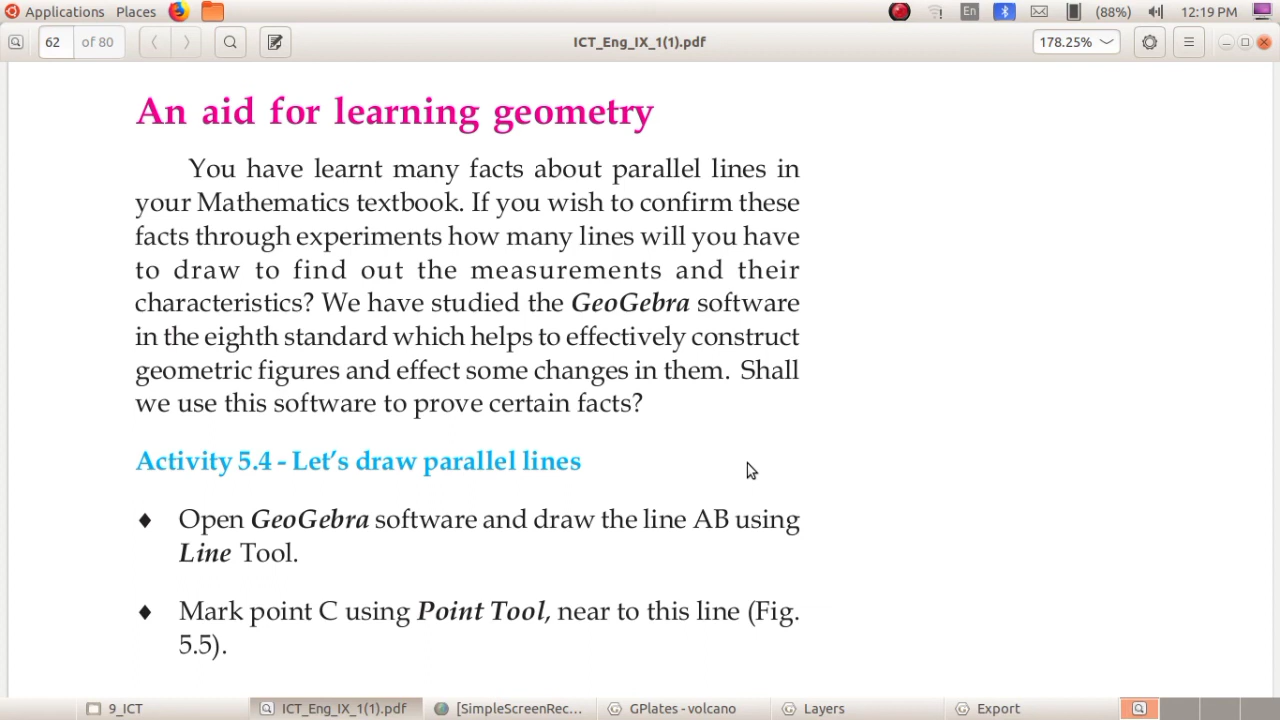 Applications Places En (88%) 12:19 PM
62 of 80 ICT_Eng_IX_1(1).pdf 178.25%
An aid for learning geometry
You have learnt many facts about parallel lines in
your Mathematics textbook. If you wish to confirm these
facts through experiments how many lines will you have
to draw to find out the measurements and their
characteristics? We have studied the GeoGebra software
in the eighth standard which helps to effectively construct
geometric figures and effect some changes in them. Shall
we use this software to prove certain facts?
Activity 5.4 - Let's draw parallel lines
♦ Open GeoGebra software and draw the line AB using
Line Tool.
♦ Mark point C using Point Tool, near to this line (Fig.
5.5).
9_ICT ICT_Eng_IX_1(1).pdf [SimpleScreenRec... GPlates - volcano Layers Export